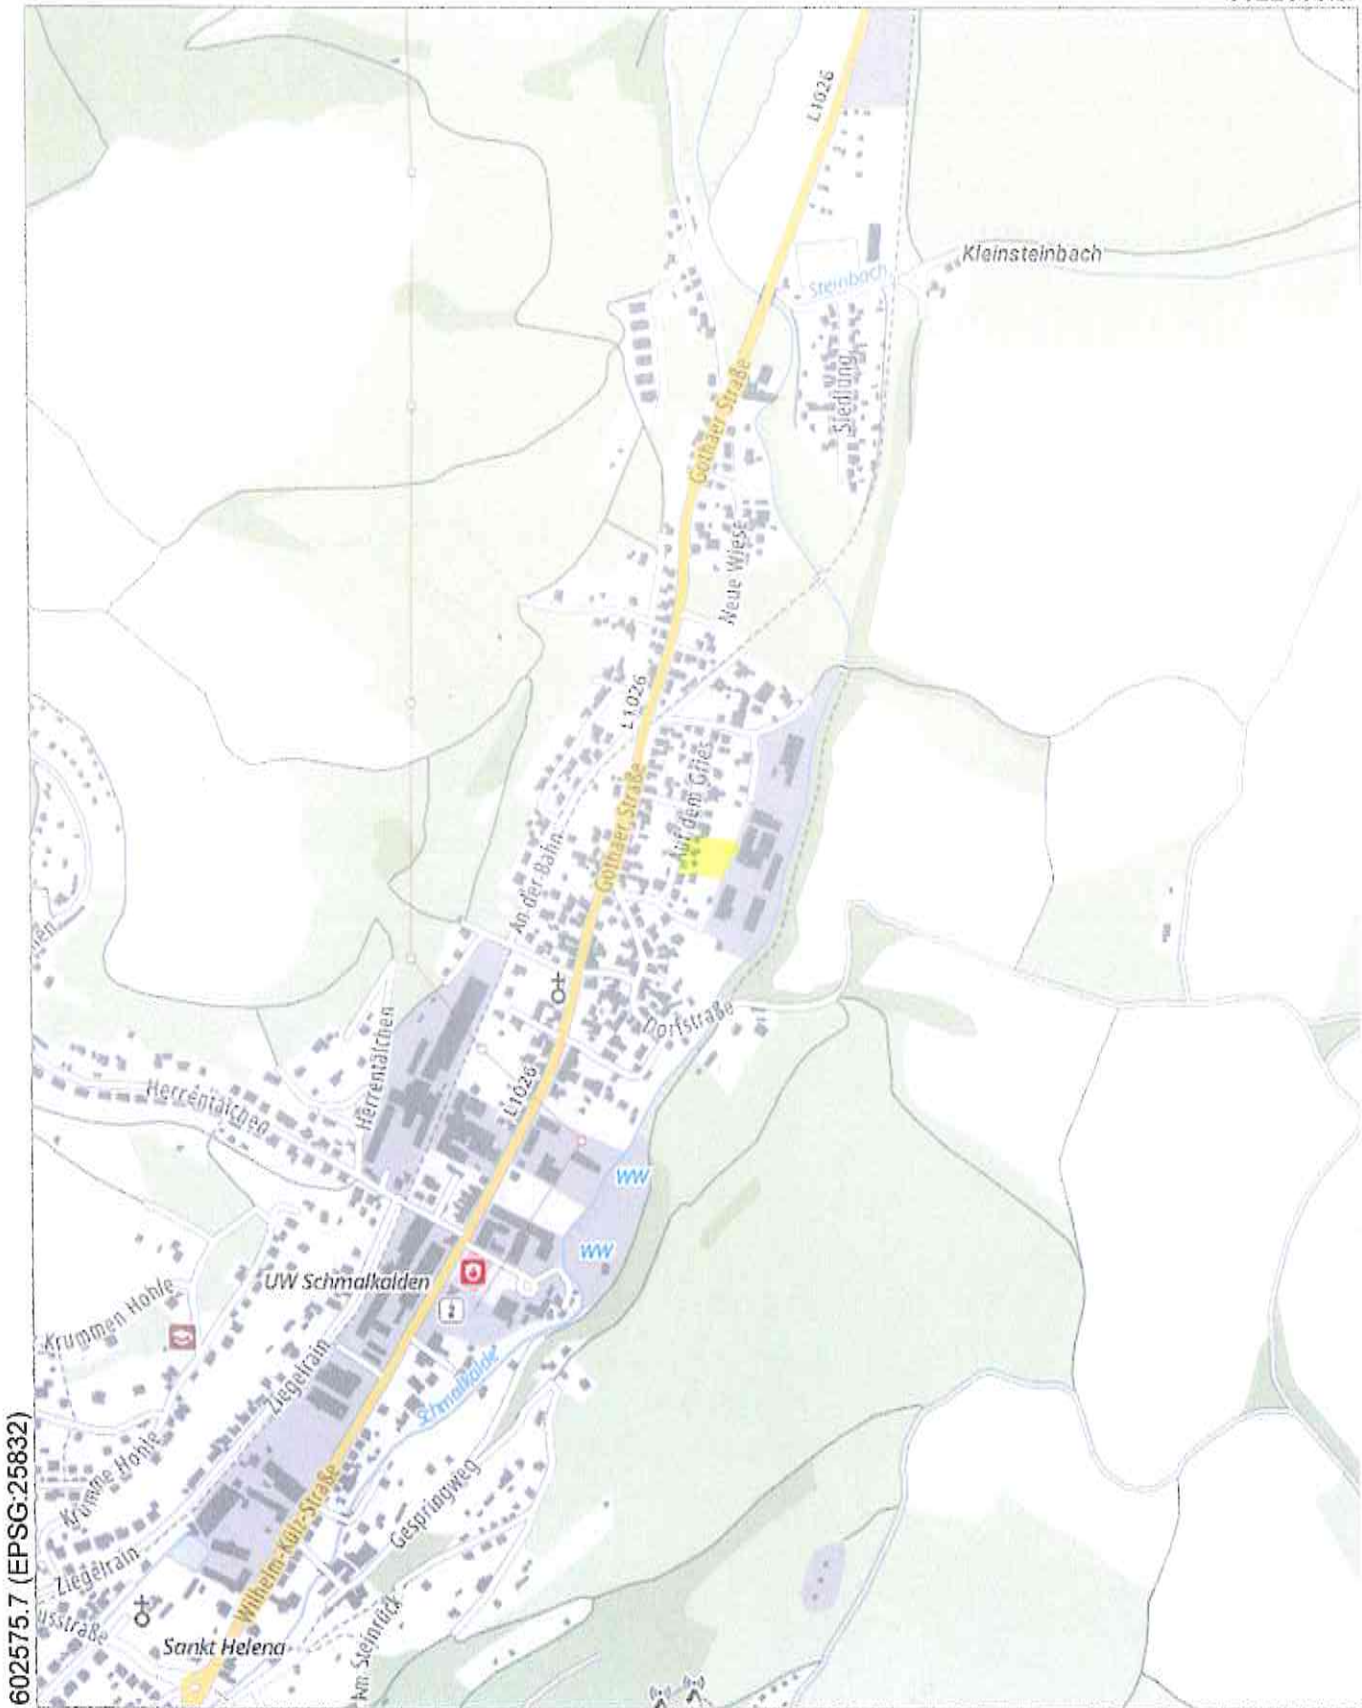 L1026
Kleinsteinbach
Steinbach
Siedlung
Gothaer Straße
Neue Wiese
L1026
Auf dem Gries
Gothaer Straße
An der Bahn
Dorfstraße
Herrentälchen
L1026
Herrentälchen
WW
WW
UW Schmalkalden
Krummen Hohle
Ziegelrain
Schmalkalde
Krumme Hohle
Gespringweg
Wilhelm-Külz-Straße
Ziegelrain
usstraße
Sankt Helena
Am Steinrück
602575.7 (EPSG:25832)